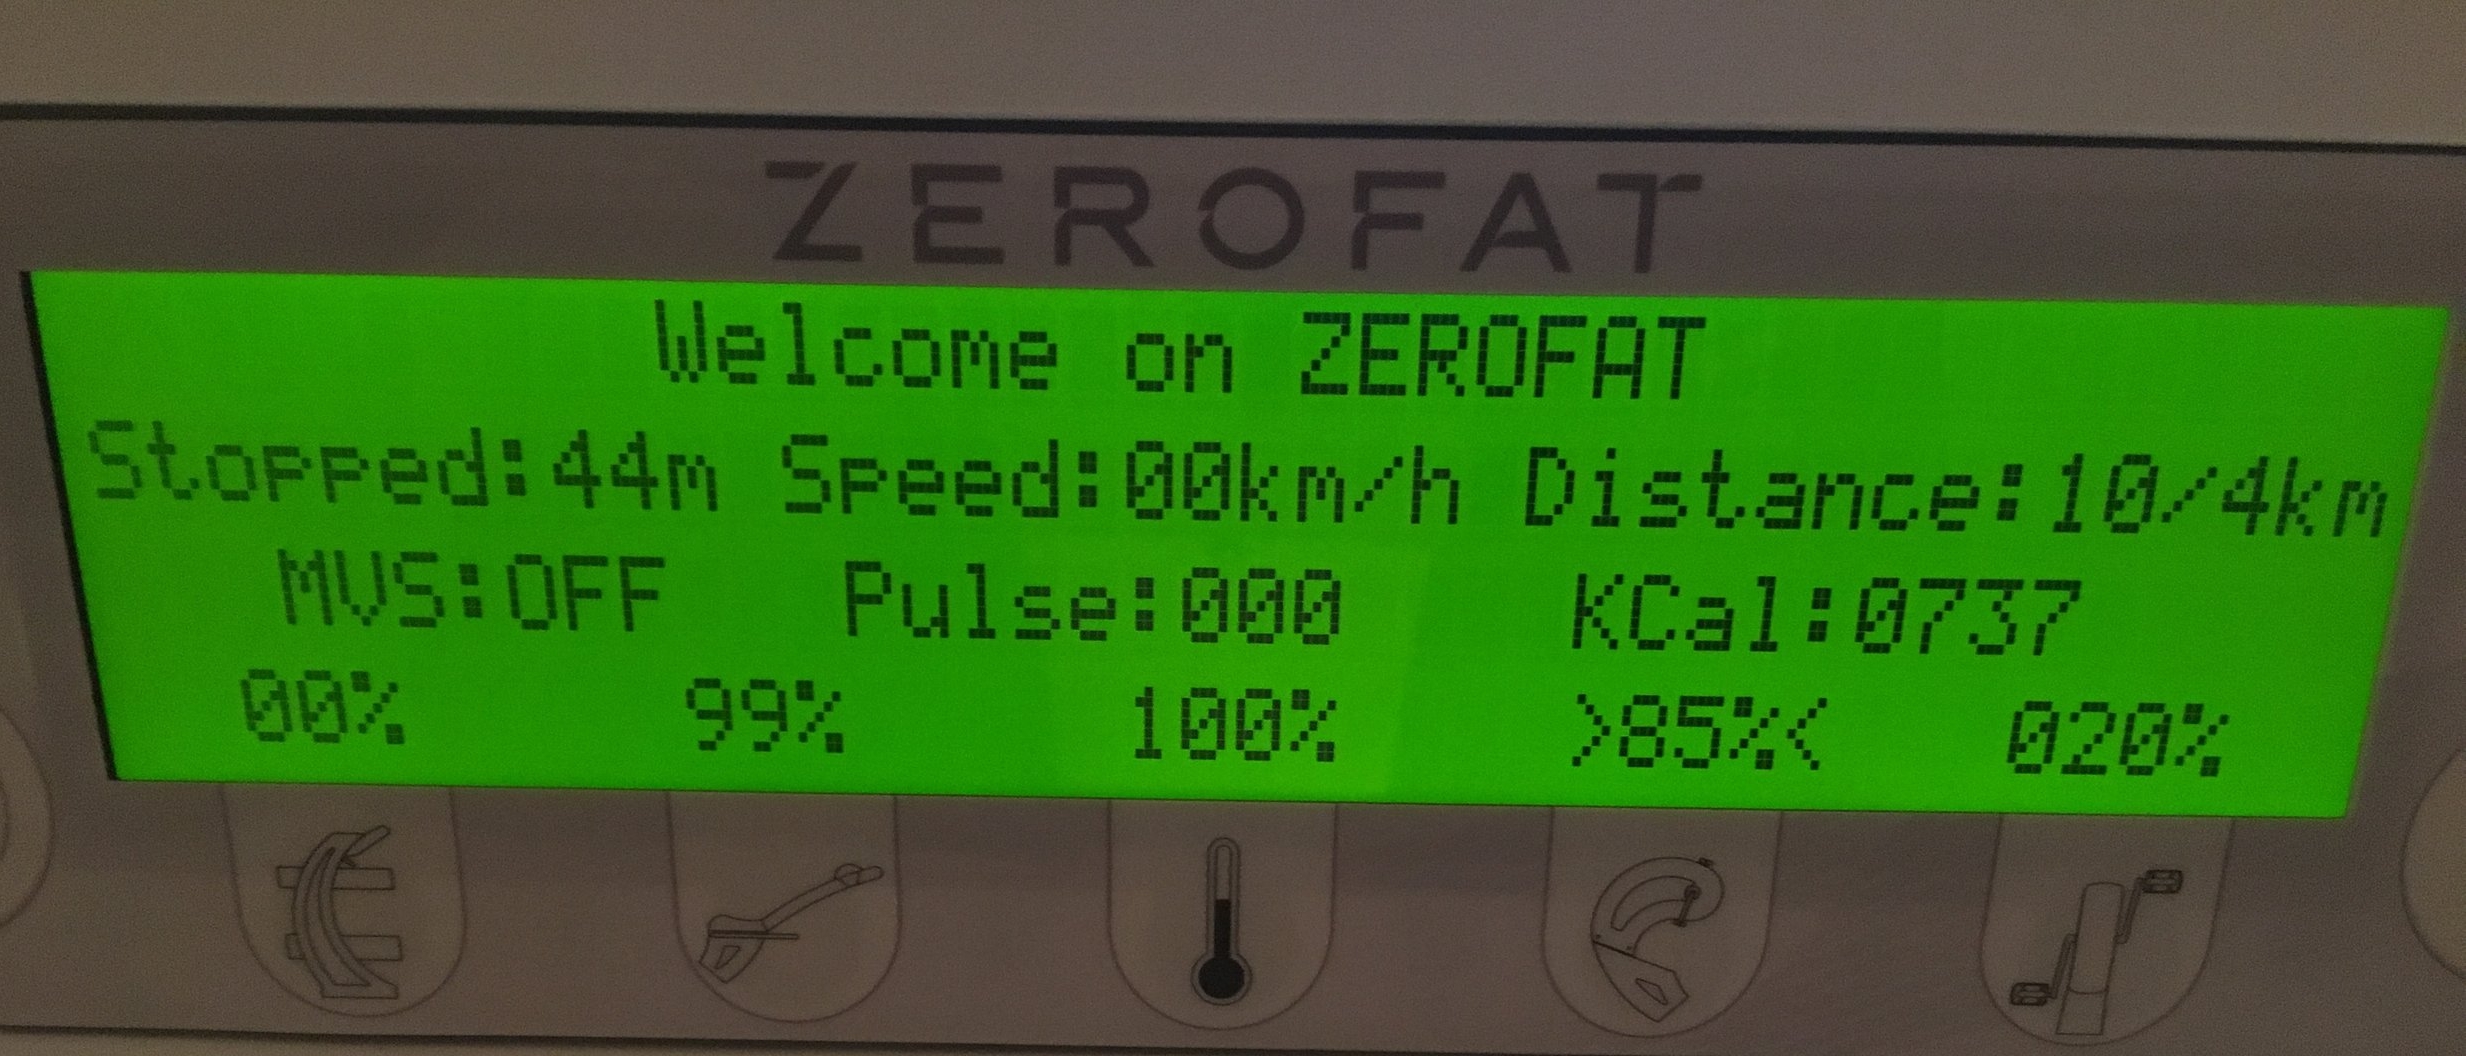 ZEROFAT
Welcome on ZEROFAT
Stopped:44m Speed:00km/h Distance:10/4km
MVS:OFF Pulse:000 KCal:0737
00% 99% 100% >85%< 020%